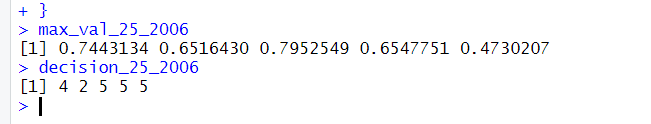 + }
> max_val_25_2006
[1] 0.7443134 0.6516430 0.7952549 0.6547751 0.4730207
> decision_25_2006
[1] 4 2 5 5 5
>